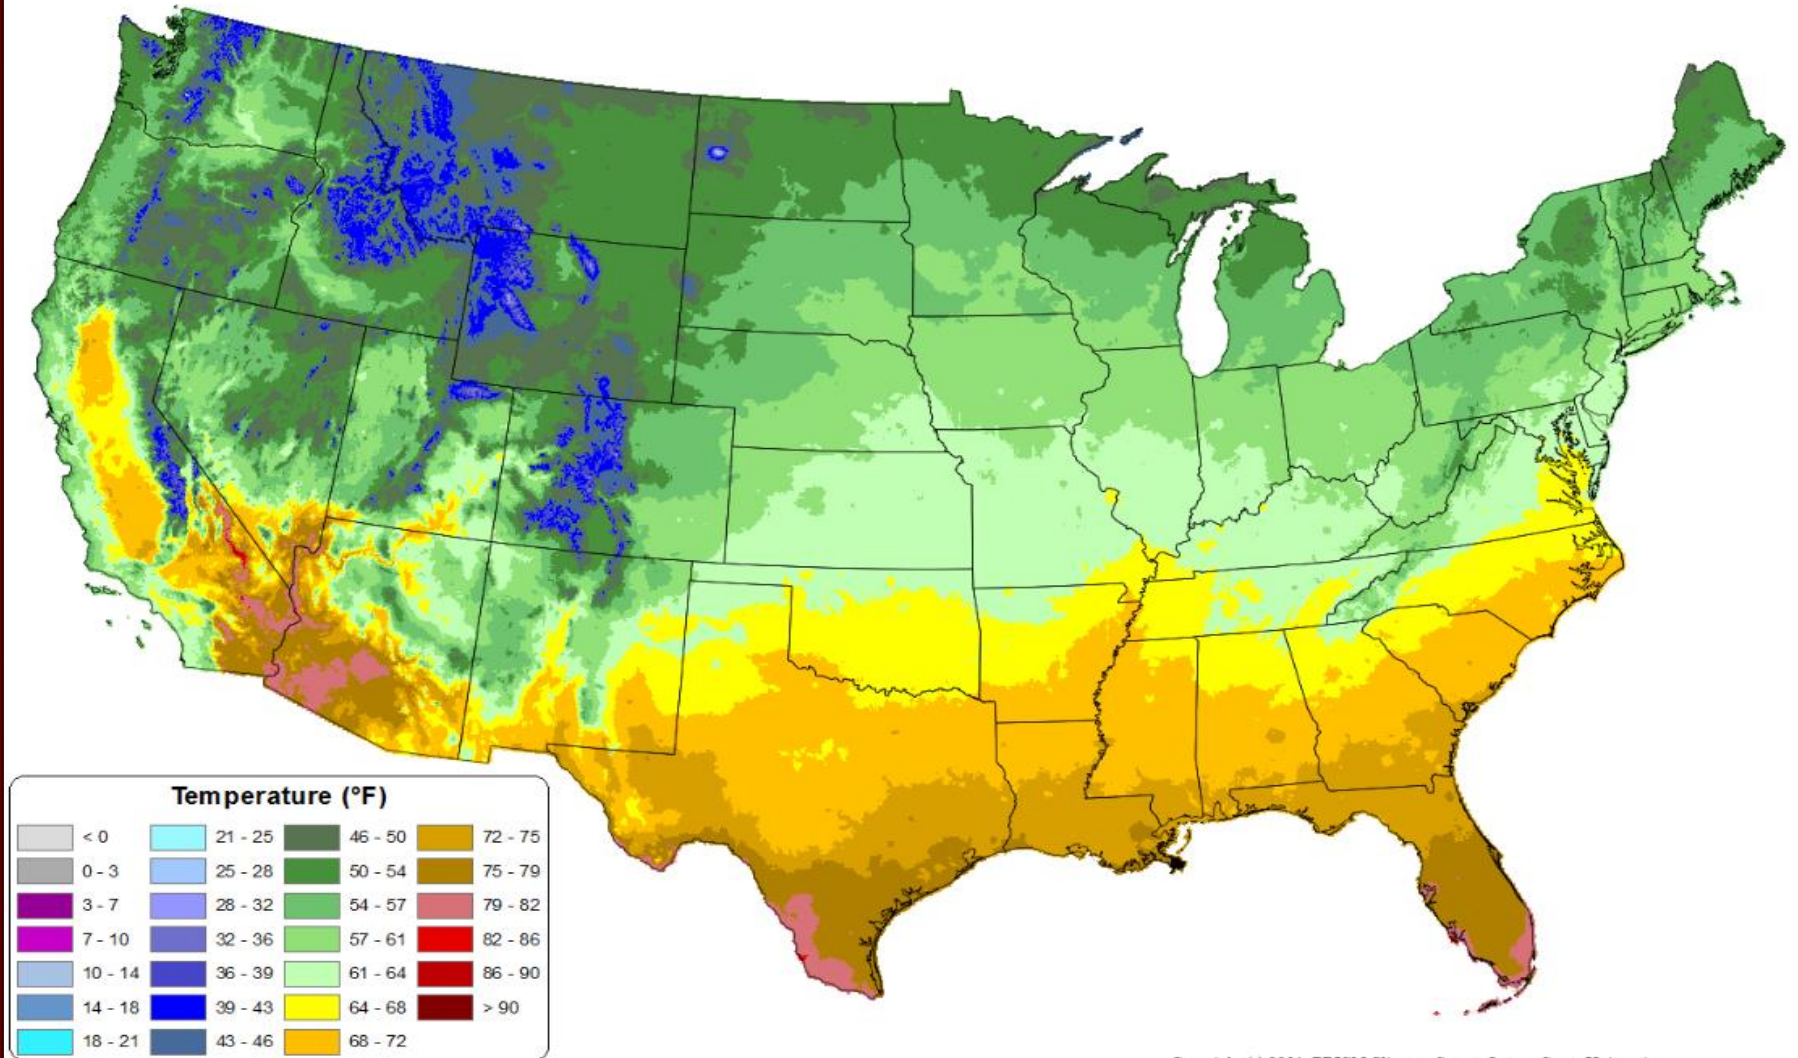 Temperature (°F)
< 0 21 - 25 46 - 50 72 - 75
0 - 3 25 - 28 50 - 54 75 - 79
3 - 7 28 - 32 54 - 57 79 - 82
7 - 10 32 - 36 57 - 61 82 - 86
10 - 14 36 - 39 61 - 64 86 - 90
14 - 18 39 - 43 64 - 68 > 90
18 - 21 43 - 46 68 - 72